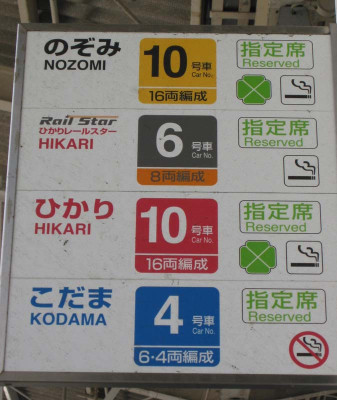 のぞみ
NOZOMI
10 号車
Car No.
16両編成
指定席
Reserved
Rail Star
ひかりレールスター
HIKARI
6 号車
Car No.
8両編成
指定席
Reserved
ひかり
HIKARI
10 号車
Car No.
16両編成
指定席
Reserved
こだま
KODAMA
4 号車
Car No.
6・4両編成
指定席
Reserved